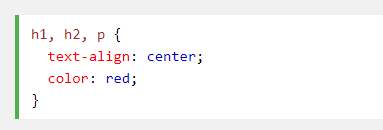 h1, h2, p {
  text-align: center;
  color: red;
}